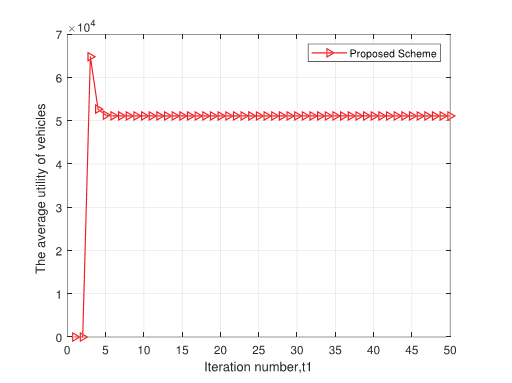 ×10⁴
7
6
5
4
3
2
1
0
The average utility of vehicles
Proposed Scheme
0 5 10 15 20 25 30 35 40 45 50
Iteration number,t1